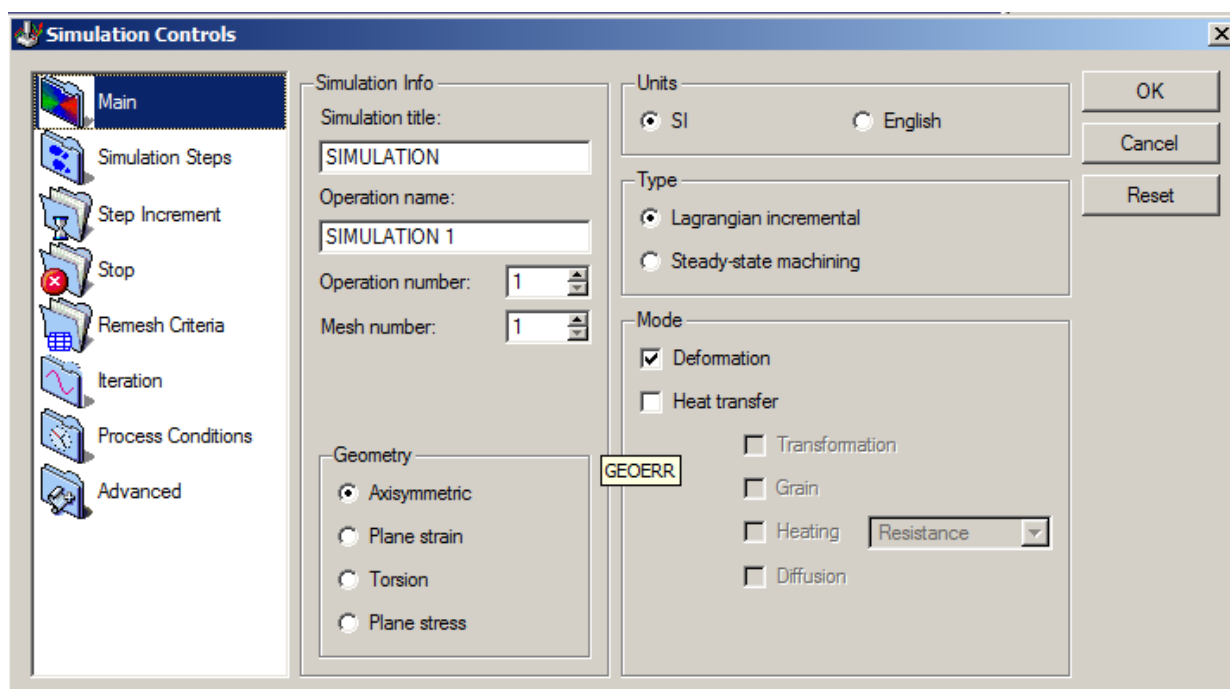 Simulation Controls
Main
Simulation Steps
Step Increment
Stop
Remesh Criteria
Iteration
Process Conditions
Advanced
Simulation Info
Simulation title:
SIMULATION
Operation name:
SIMULATION 1
Operation number: 1
Mesh number: 1
Geometry
Axisymmetric
Plane strain
Torsion
Plane stress
GEOERR
Units
SI English
Type
Lagrangian incremental
Steady-state machining
Mode
Deformation
Heat transfer
Transformation
Grain
Heating Resistance
Diffusion
OK
Cancel
Reset